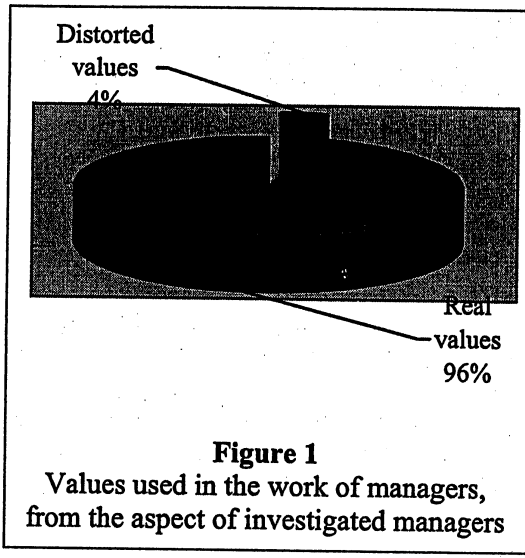 Distorted
values
4%
Real
values
96%
Figure 1
Values used in the work of managers,
from the aspect of investigated managers